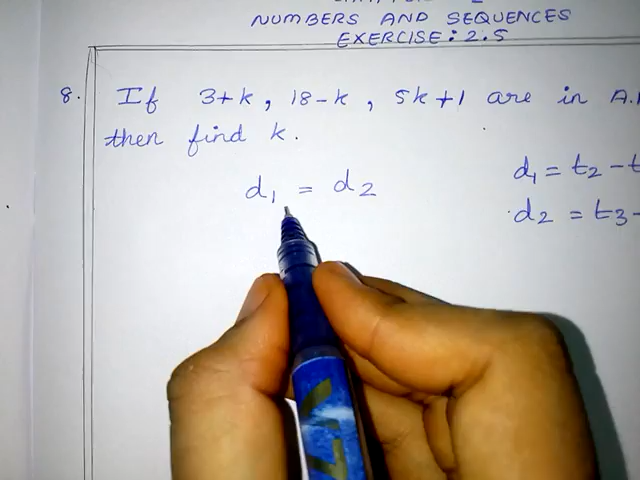 NUMBERS AND SEQUENCES
EXERCISE: 2.5
8. If 3+k, 18-k, 5k+1 are in A.
then find k.
d₁ = d₂
d₁ = t₂ -
d₂ = t₃ -